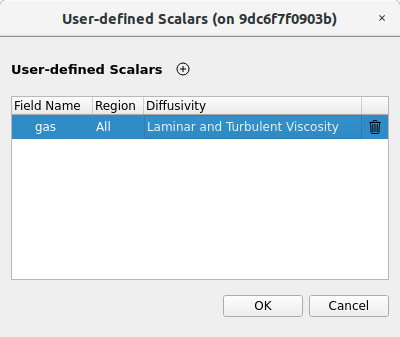 User-defined Scalars (on 9dc6f7f0903b)
User-defined Scalars
Field Name Region Diffusivity
gas All Laminar and Turbulent Viscosity
OK Cancel